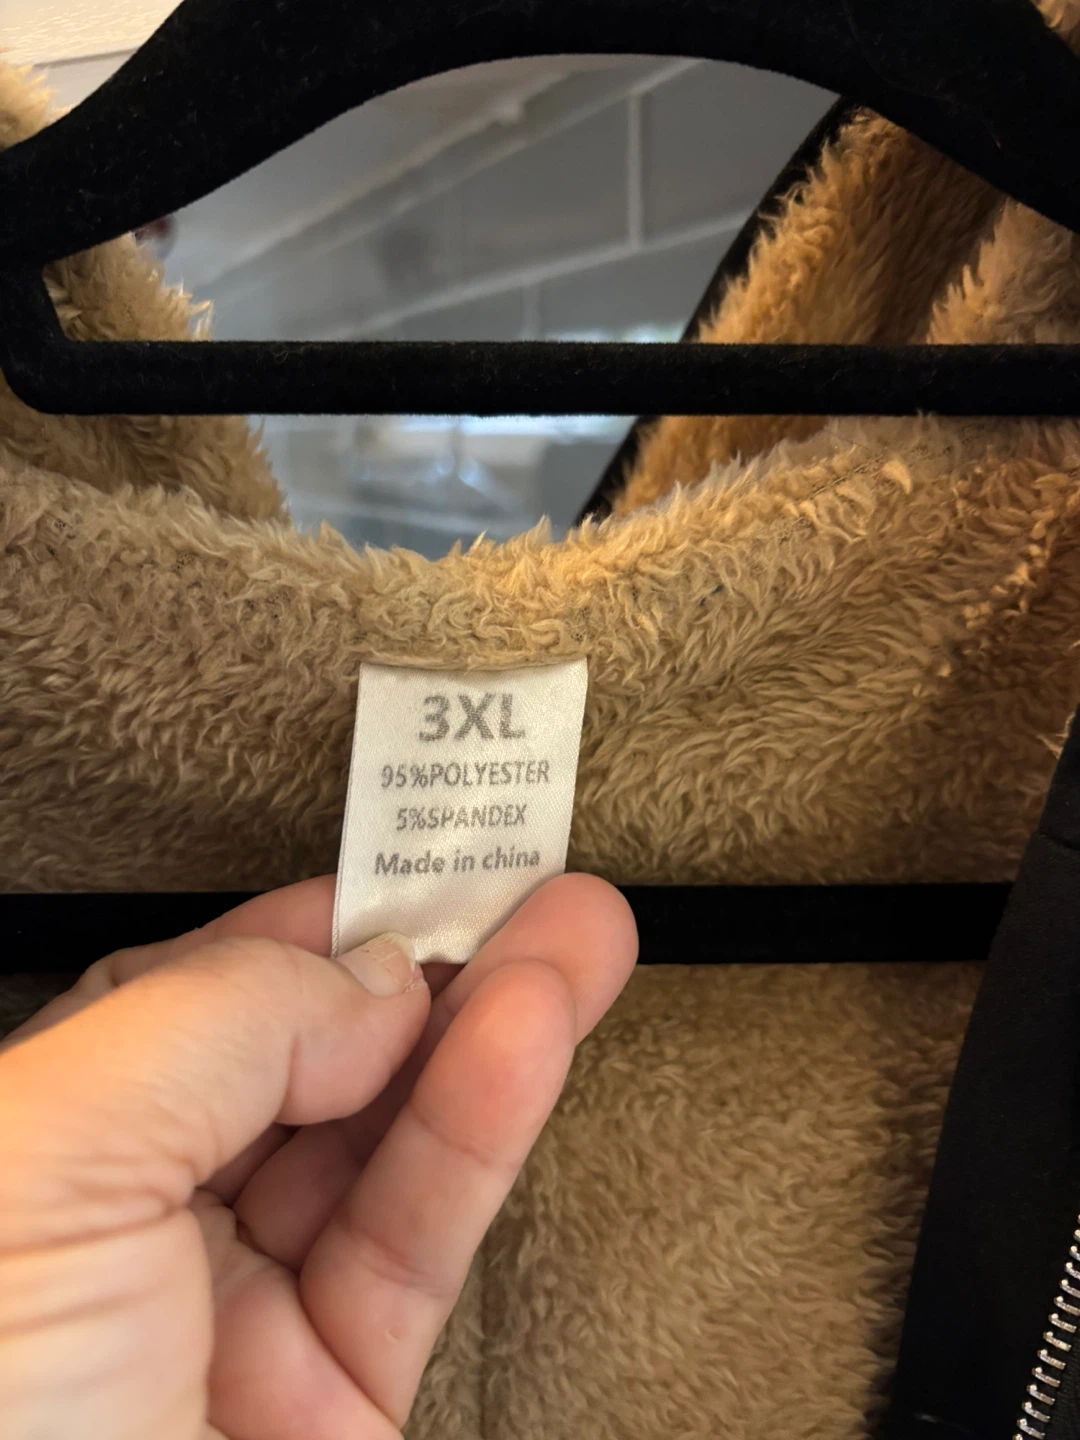 3XL
95%POLYESTER
5%SPANDEX
Made in china